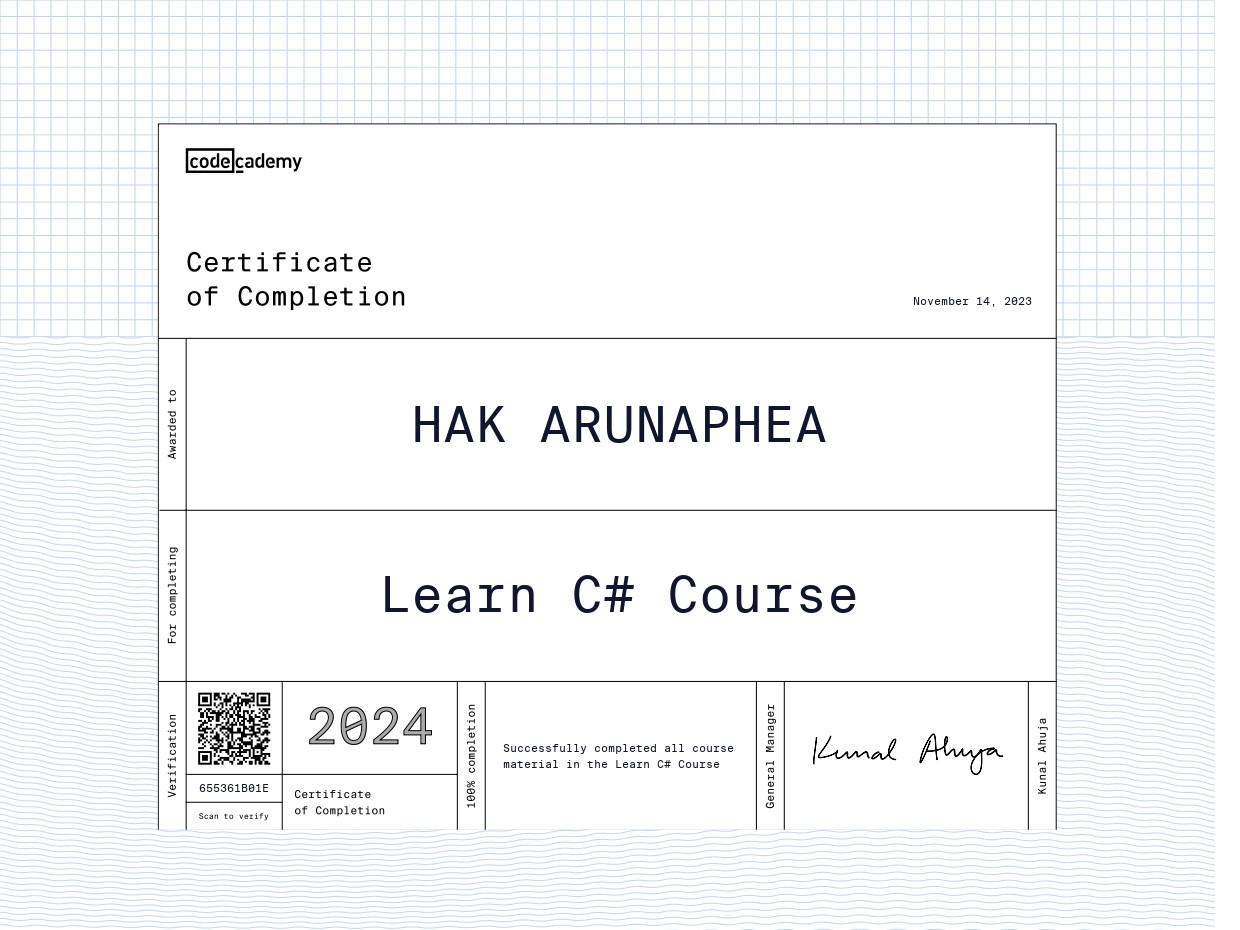 codecademy
Certificate
of Completion
November 14, 2023
Awarded to
HAK ARUNAPHEA
For completing
Learn C# Course
Verification
655361B01E
Scan to verify
2024
Certificate
of Completion
100% completion
Successfully completed all course
material in the Learn C# Course
General Manager
Kunal Ahuja
Kunal Ahuja